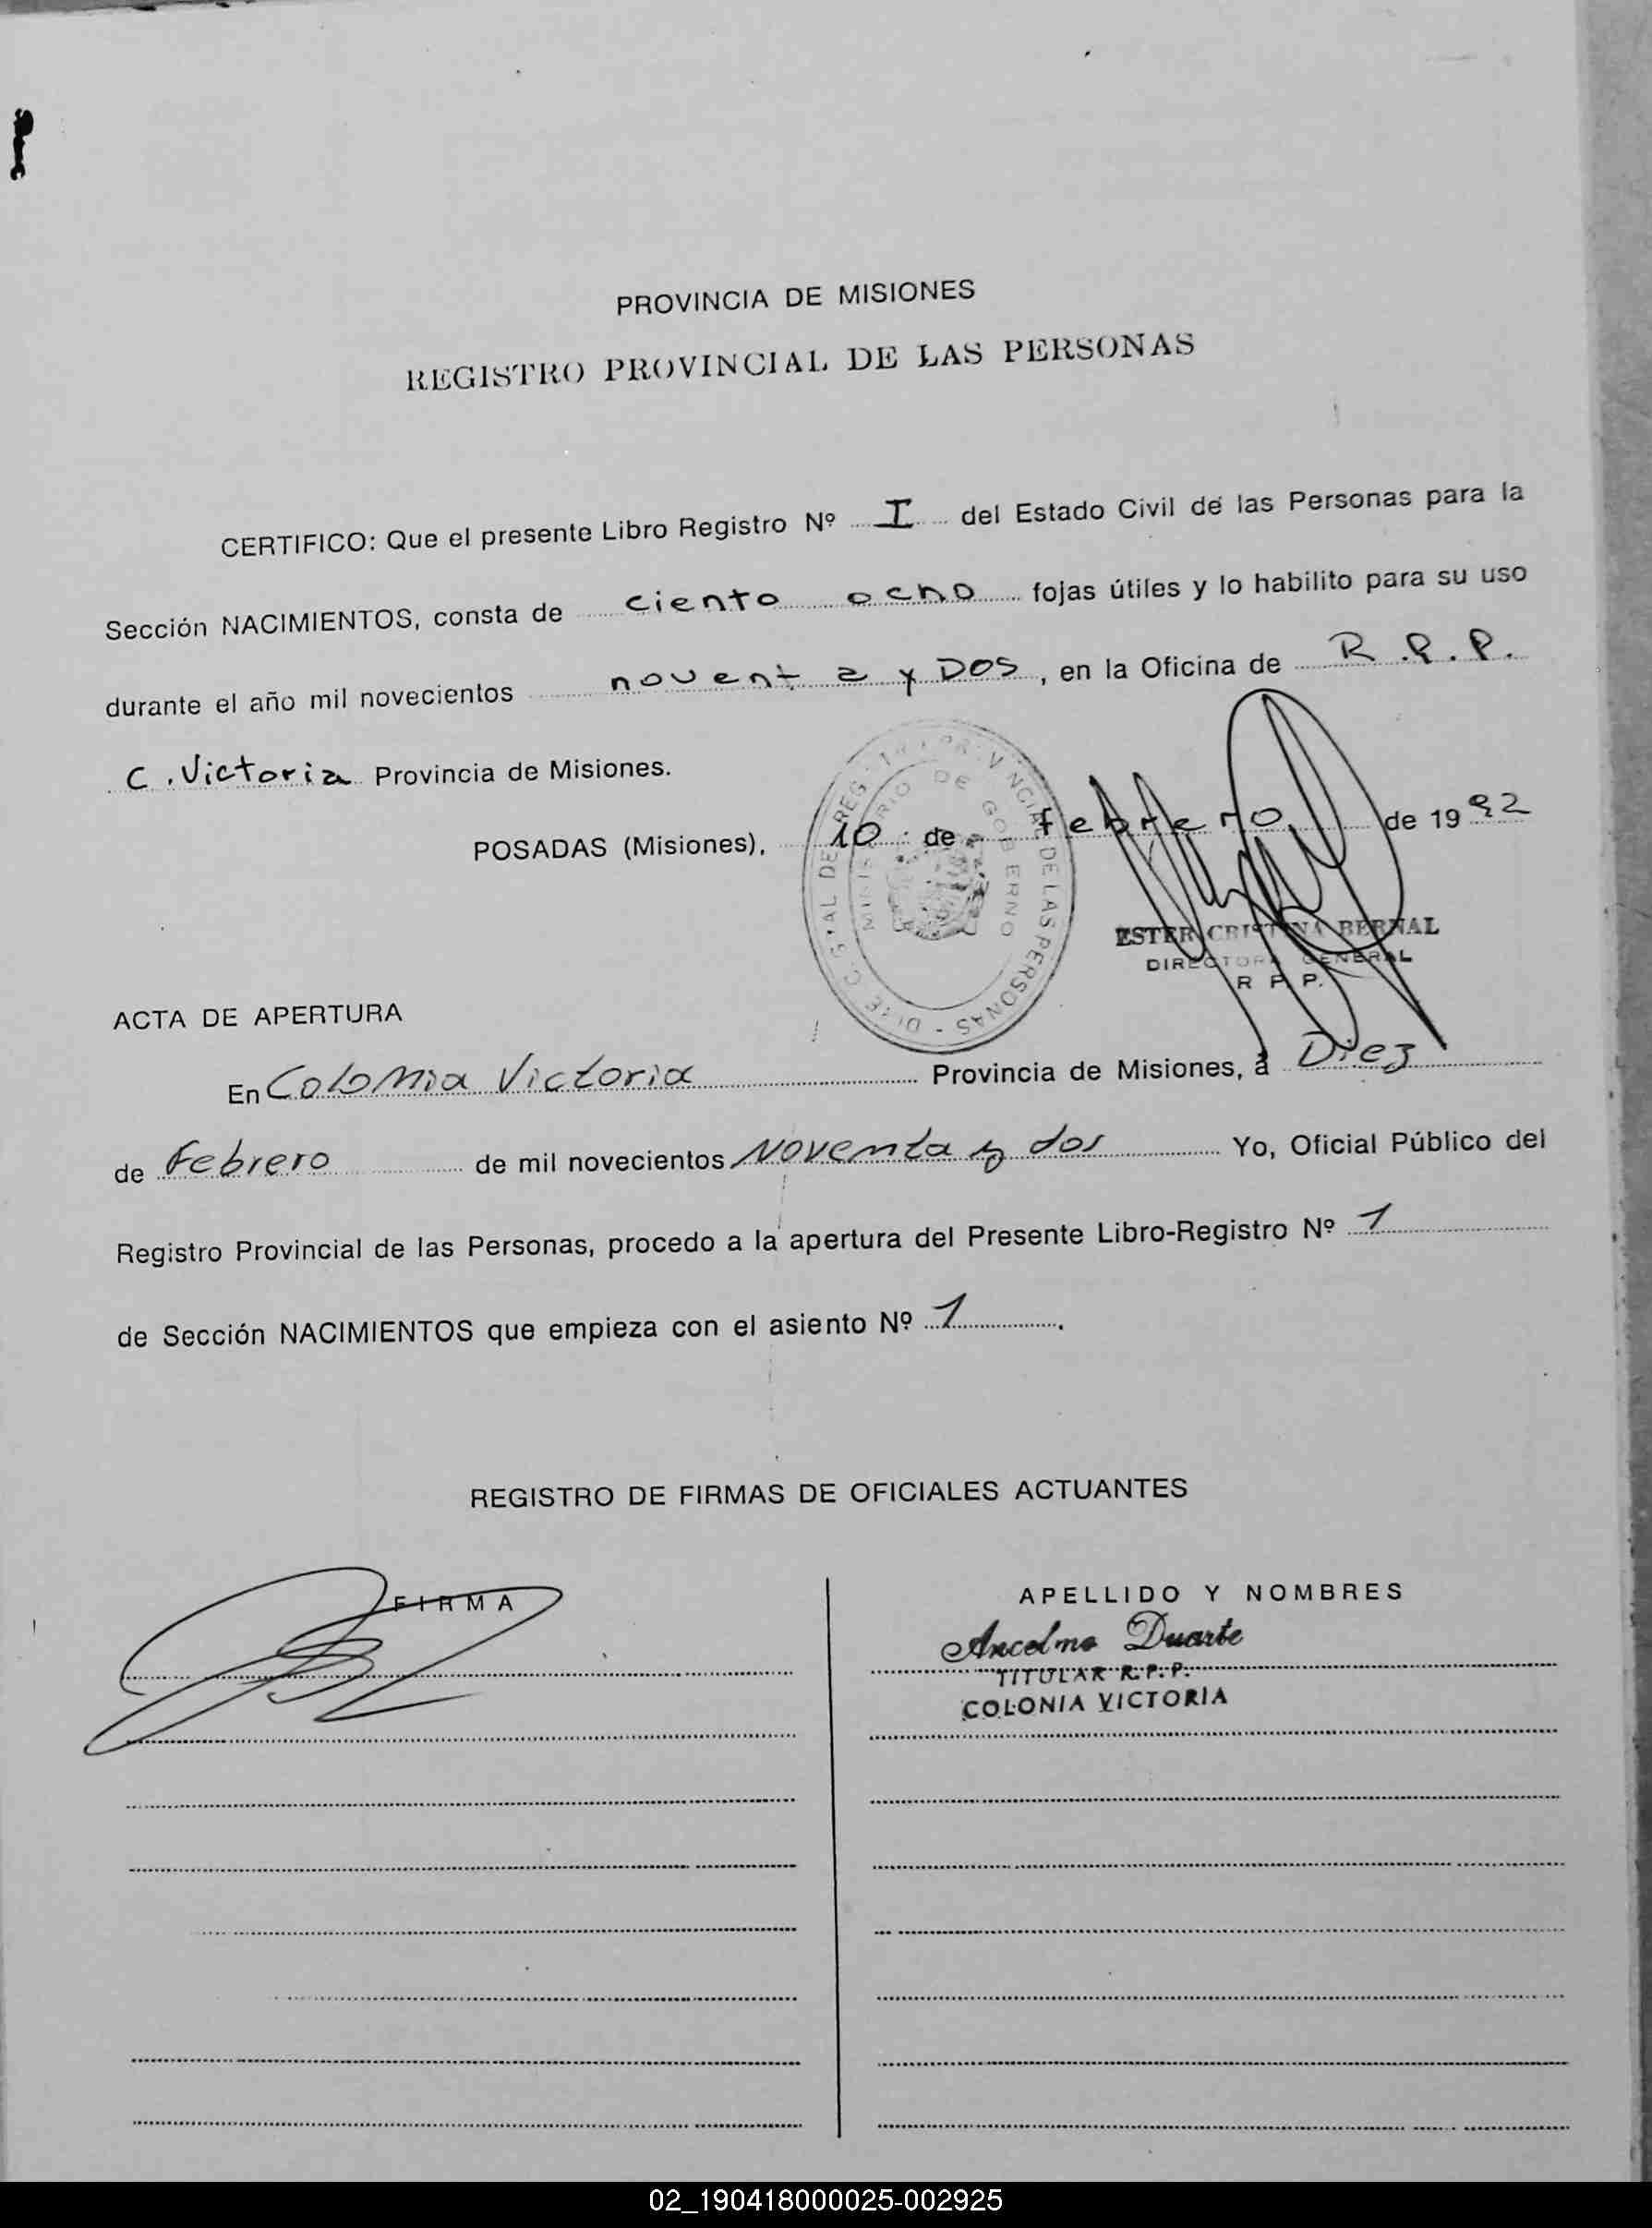 PROVINCIA DE MISIONES
REGISTRO PROVINCIAL DE LAS PERSONAS
CERTIFICO: Que el presente Libro Registro Nº I del Estado Civil de las Personas para la
Sección NACIMIENTOS, consta de ciento ocho fojas útiles y lo habilito para su uso
durante el año mil novecientos noventa y DOS, en la Oficina de R.P.P.
C. Victoria Provincia de Misiones.
POSADAS (Misiones), 10 de febrero de 1992
MINISTERIO DE GOBIERNO
DE LAS PERSONAS
ESTER CRISTINA BERNAL
DIRECTORA GENERAL
R P P.
ACTA DE APERTURA
En Colonia Victoria Provincia de Misiones, a Diez
de Febrero de mil novecientos Noventa y dos Yo, Oficial Público del
Registro Provincial de las Personas, procedo a la apertura del Presente Libro-Registro Nº 1
de Sección NACIMIENTOS que empieza con el asiento Nº 1.
REGISTRO DE FIRMAS DE OFICIALES ACTUANTES
FIRMA
APELLIDO Y NOMBRES
Ancelmo Duarte
TITULAR R.P.P.
COLONIA VICTORIA
02_190418000025-002925